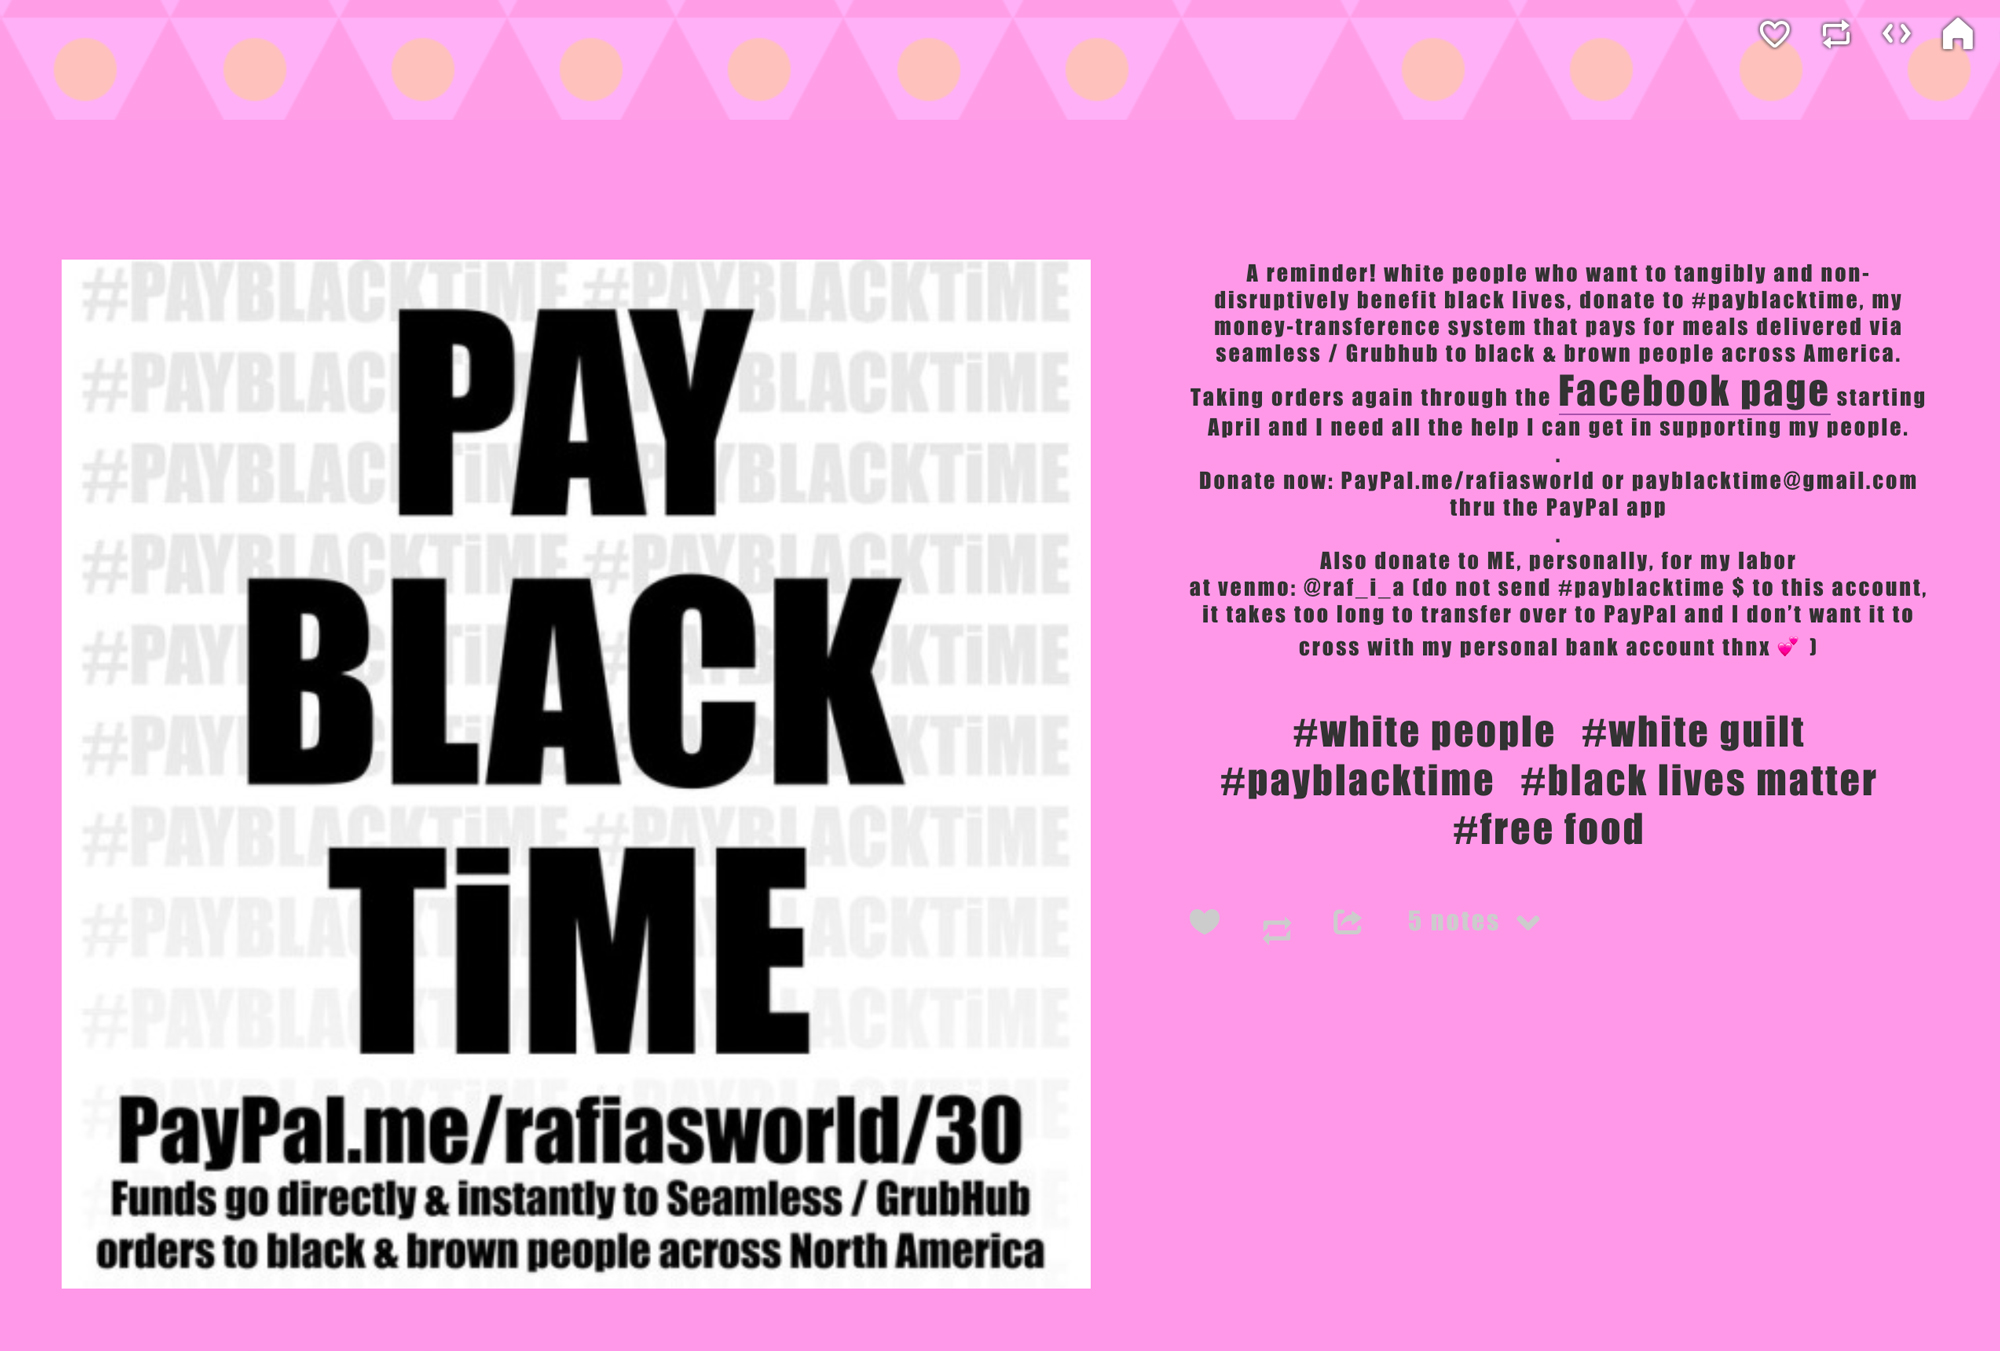 #PAYBLACKTiME #PAYBLACKTiME
PAY
BLACK
TiME
PayPal.me/rafiasworld/30
Funds go directly & instantly to Seamless / GrubHub
orders to black & brown people across North America
A reminder! white people who want to tangibly and non-
disruptively benefit black lives, donate to #payblacktime, my
money-transference system that pays for meals delivered via
seamless / Grubhub to black & brown people across America.
Taking orders again through the Facebook page starting
April and I need all the help I can get in supporting my people.
.
Donate now: PayPal.me/rafiasworld or payblacktime@gmail.com
thru the PayPal app
.
Also donate to ME, personally, for my labor
at venmo: @raf_i_a (do not send #payblacktime $ to this account,
it takes too long to transfer over to PayPal and I don’t want it to
cross with my personal bank account thnx 💕 )
#white people #white guilt
#payblacktime #black lives matter
#free food
5 notes